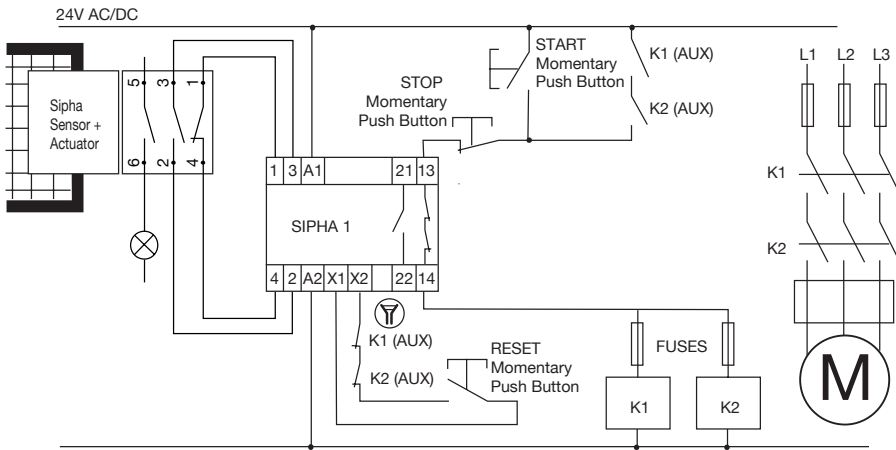 24V AC/DC
Sipha
Sensor +
Actuator
5 3 1
6 2 4
STOP
Momentary
Push Button
START
Momentary
Push Button
K1 (AUX)
K2 (AUX)
L1 L2 L3
K1
K2
1 3 A1 21 13
SIPHA 1
4 2 A2 X1 X2 22 14
K1 (AUX)
K2 (AUX)
RESET
Momentary
Push Button
FUSES
K1 K2
M